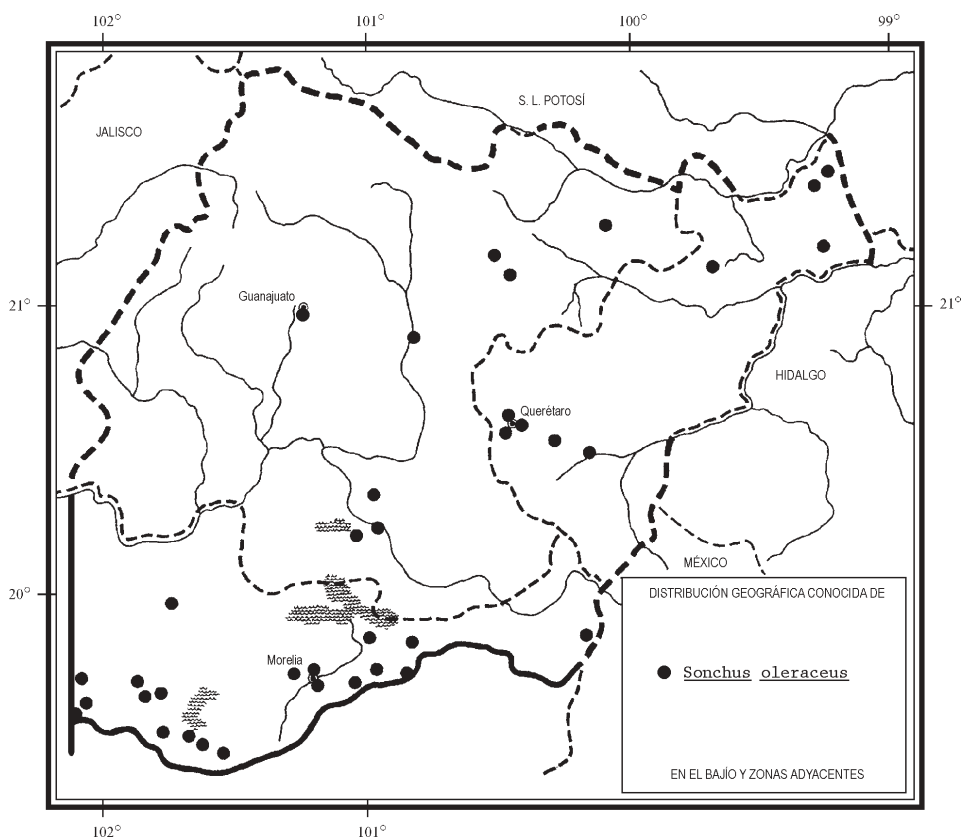 102°
101°
100°
99°
S. L. POTOSÍ
JALISCO
Guanajuato
21°
21°
HIDALGO
Querétaro
MÉXICO
20°
DISTRIBUCIÓN GEOGRÁFICA CONOCIDA DE
Morelia
Sonchus oleraceus
EN EL BAJÍO Y ZONAS ADYACENTES
102°
101°